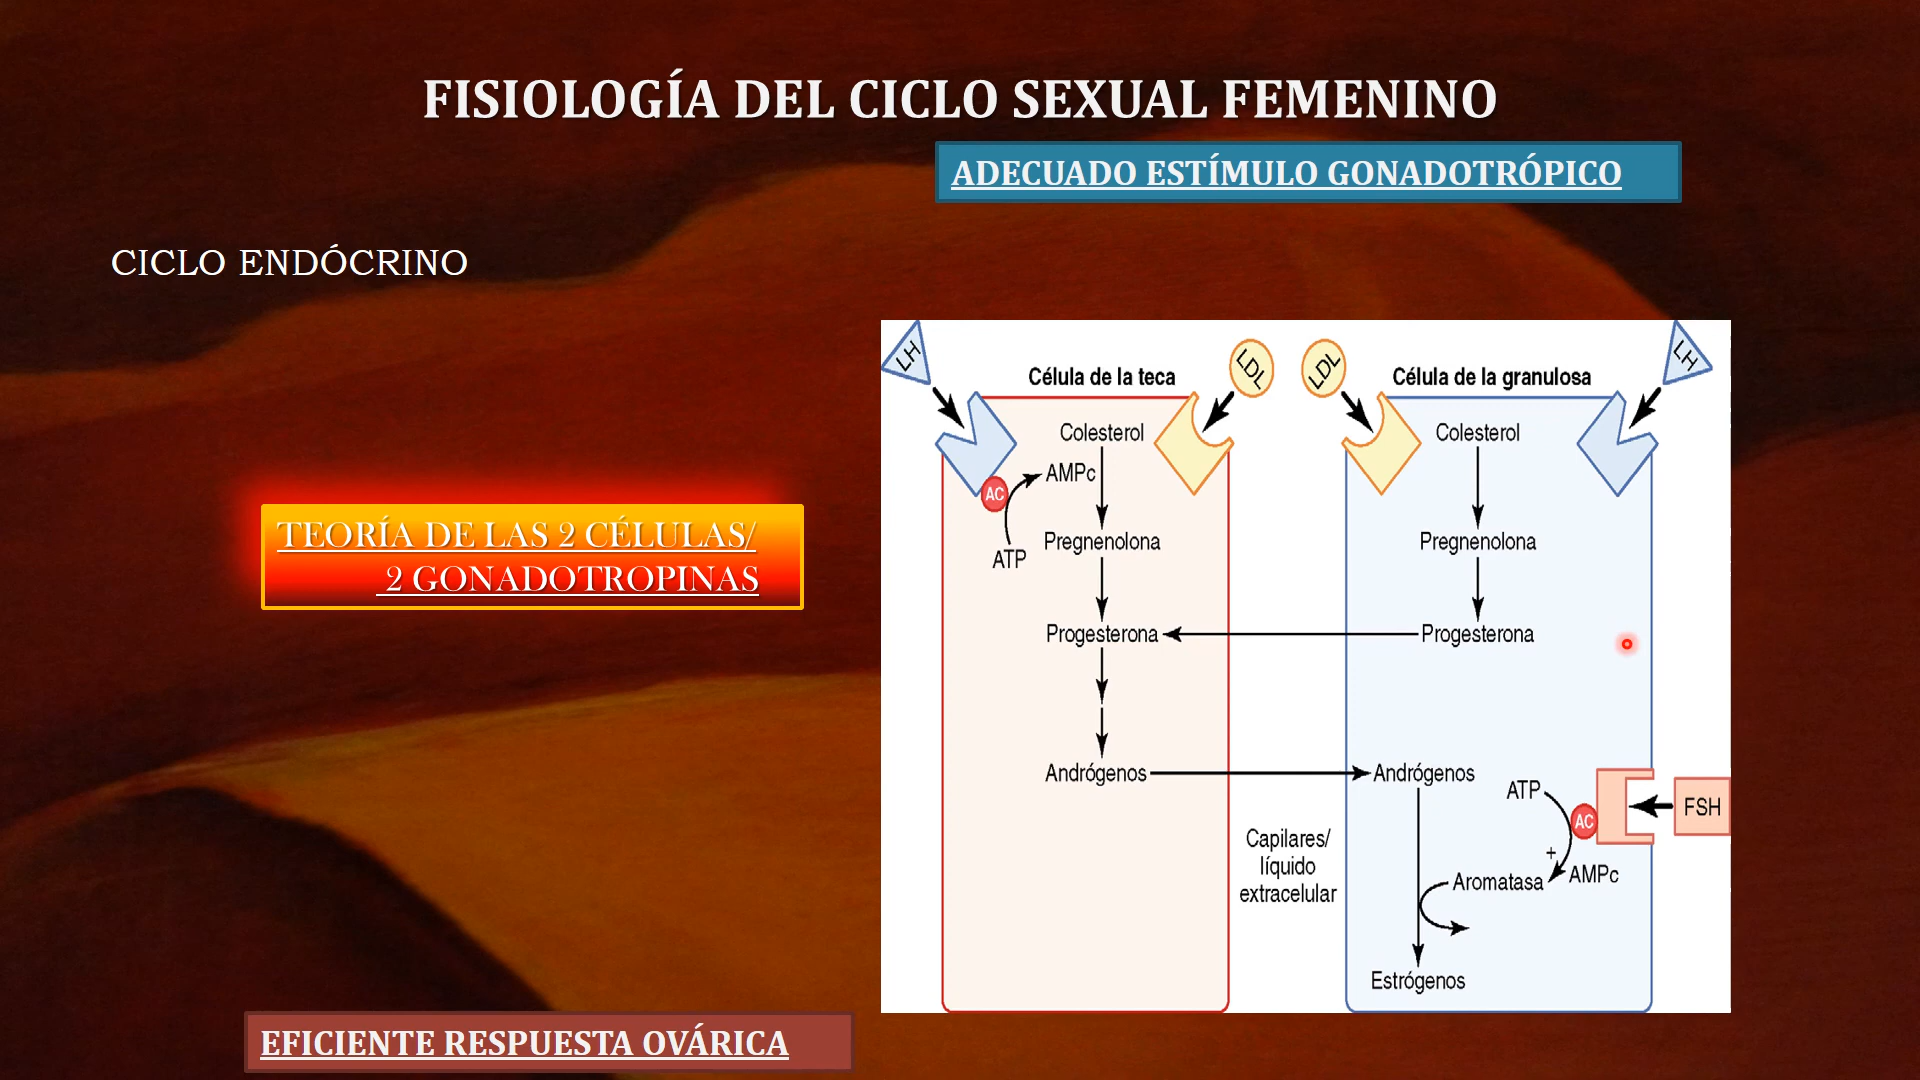 FISIOLOGÍA DEL CICLO SEXUAL FEMENINO
ADECUADO ESTÍMULO GONADOTRÓPICO
CICLO ENDÓCRINO
TEORÍA DE LAS 2 CÉLULAS/
2 GONADOTROPINAS
EFICIENTE RESPUESTA OVÁRICA
LH
Célula de la teca
LDL
Colesterol
AMPc
AC
ATP
Pregnenolona
Progesterona
Andrógenos
Capilares/
líquido
extracelular
LDL
Célula de la granulosa
LH
Colesterol
Pregnenolona
Progesterona
Andrógenos
ATP
AC
FSH
+
AMPc
Aromatasa
Estrógenos